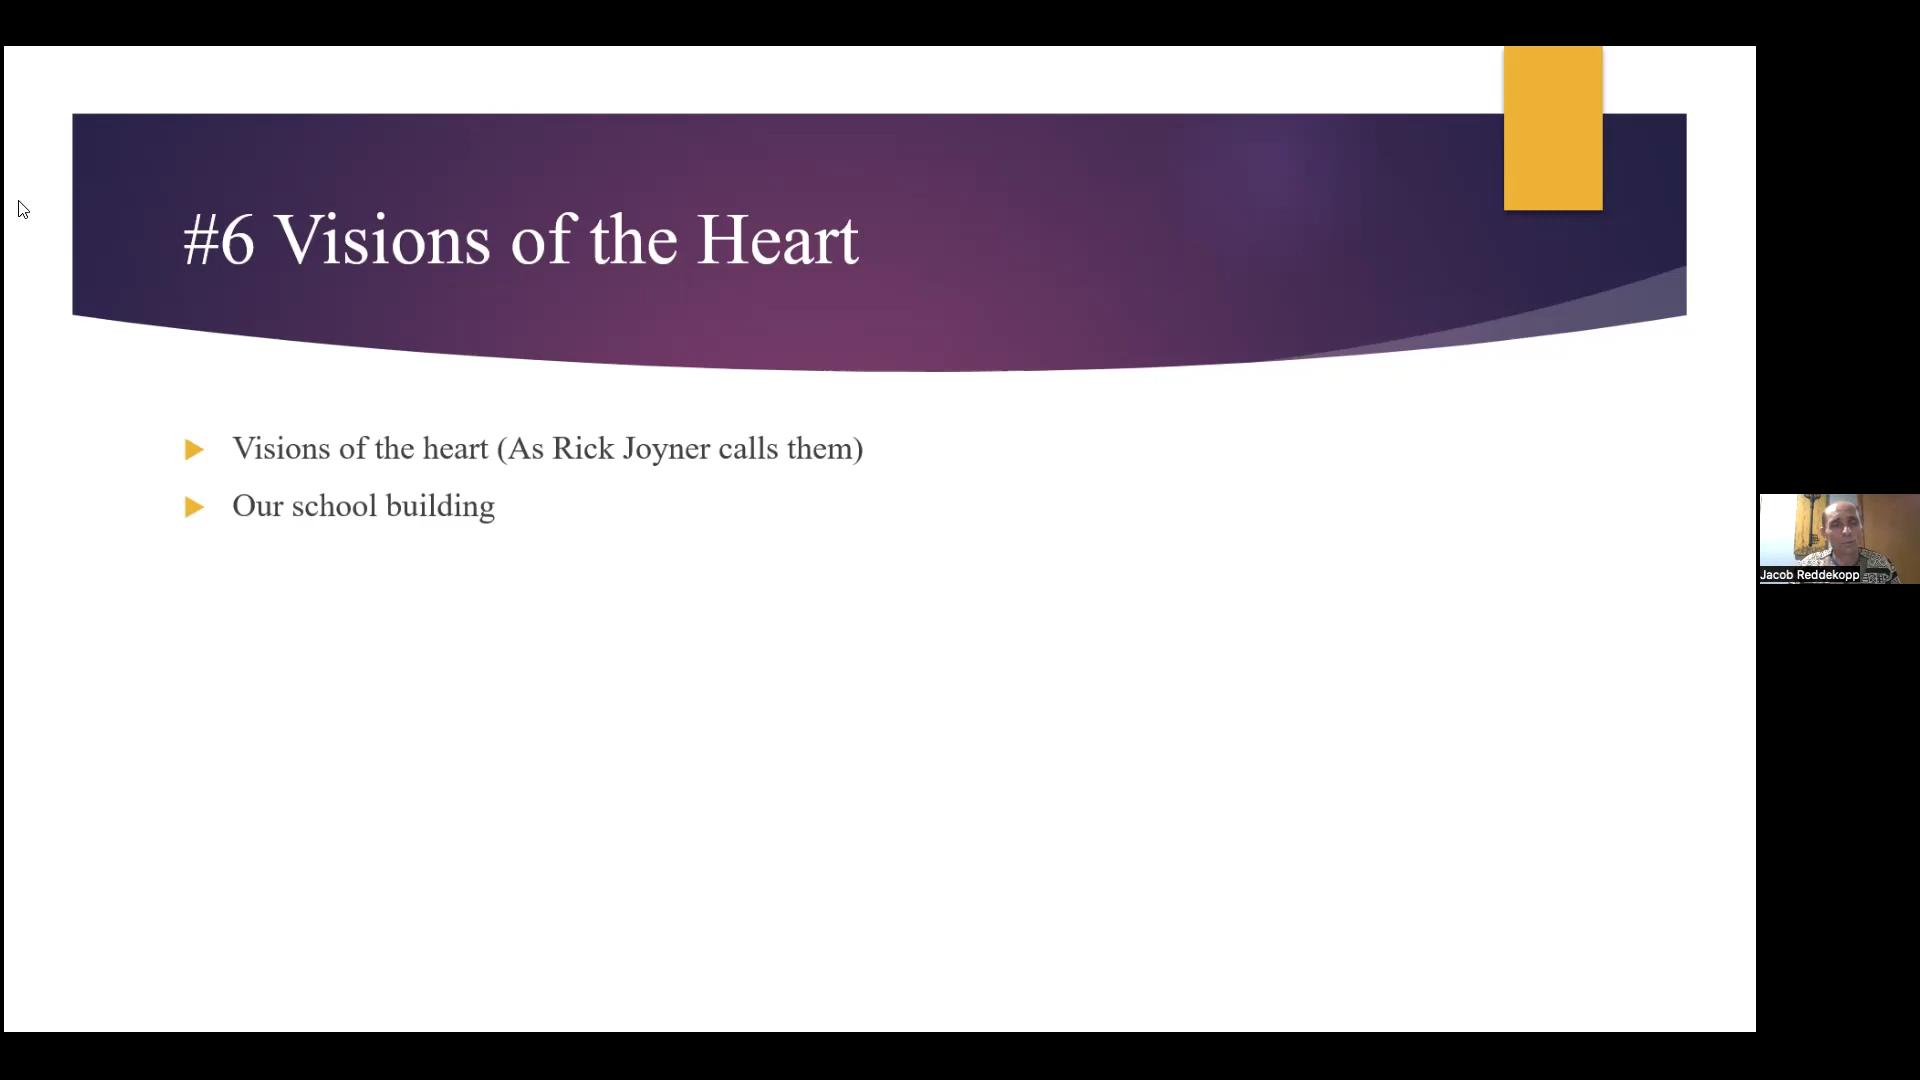 #6 Visions of the Heart
Visions of the heart (As Rick Joyner calls them)
Our school building
Jacob Reddekopp